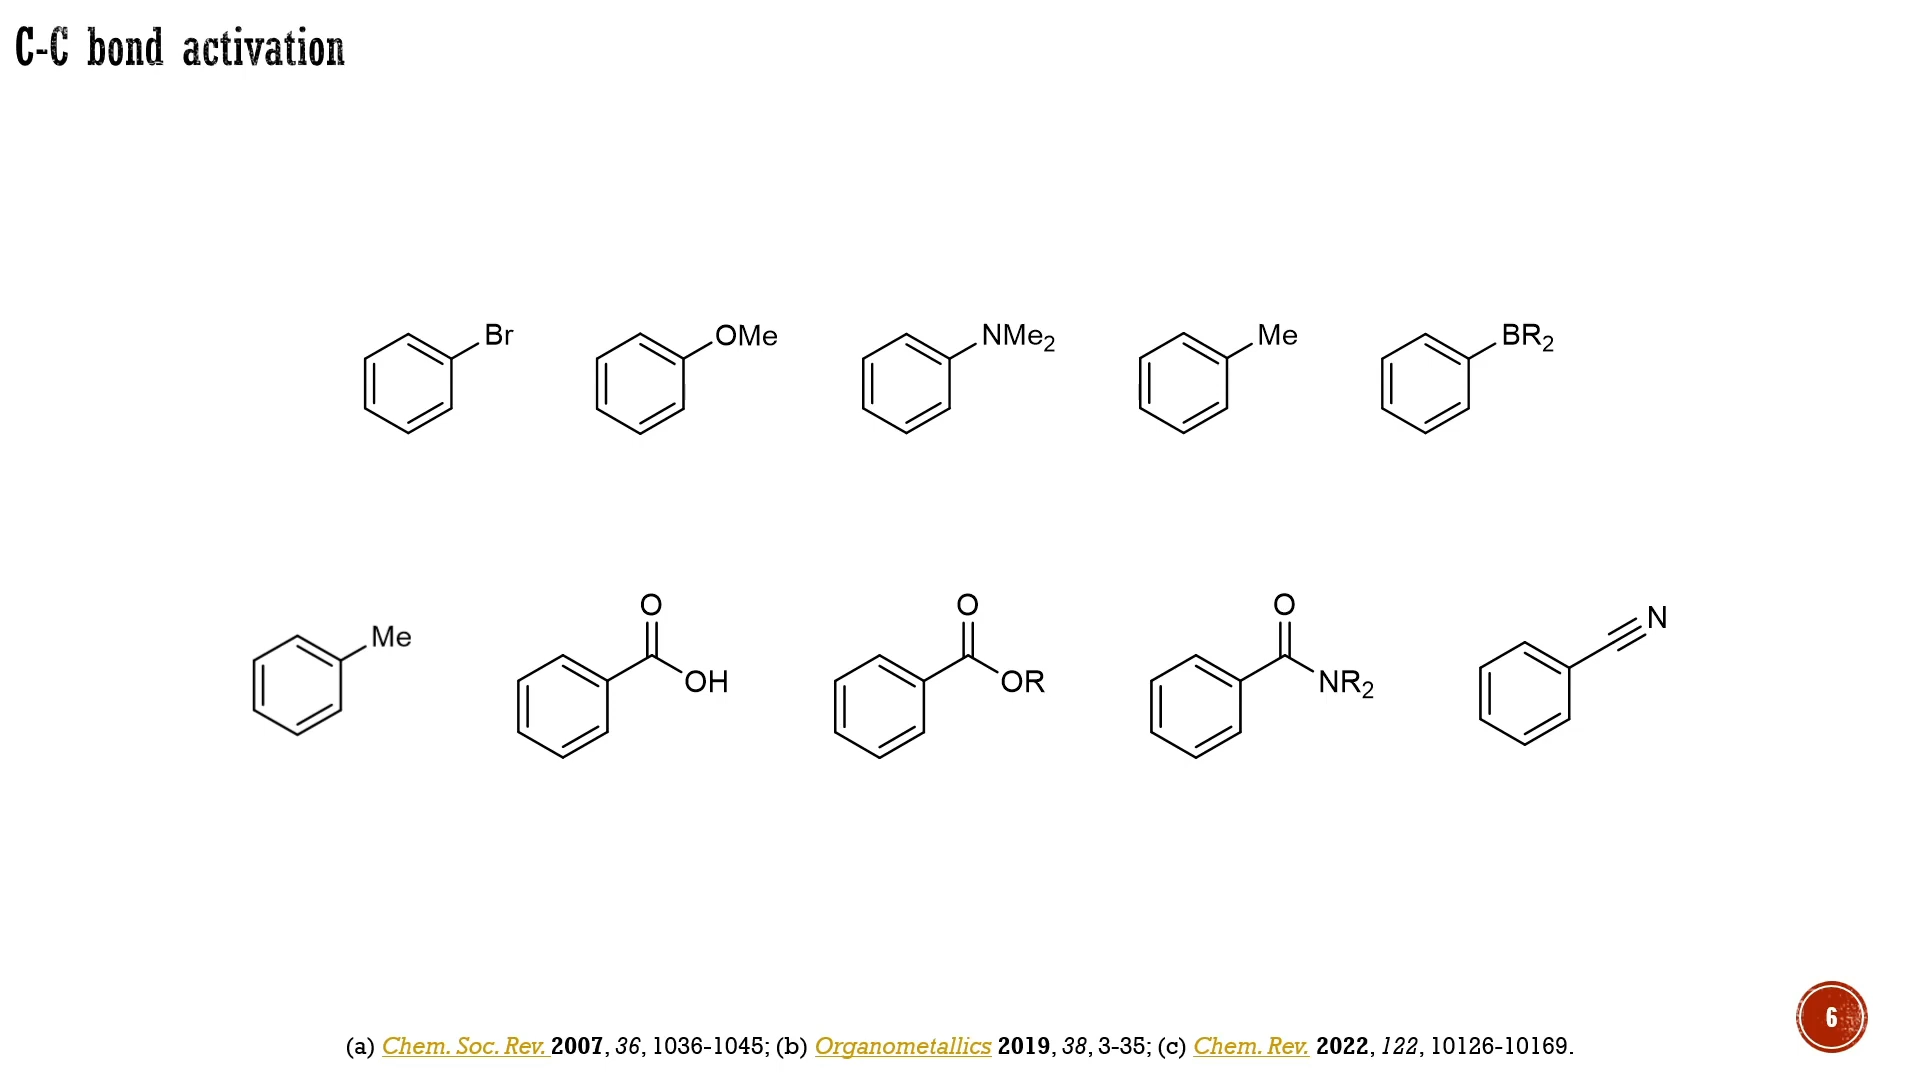 C-C bond activation
Br OMe NMe2 Me BR2
O O O N
Me OH OR NR2
6
(a) Chem. Soc. Rev. 2007, 36, 1036-1045; (b) Organometallics 2019, 38, 3-35; (c) Chem. Rev. 2022, 122, 10126-10169.